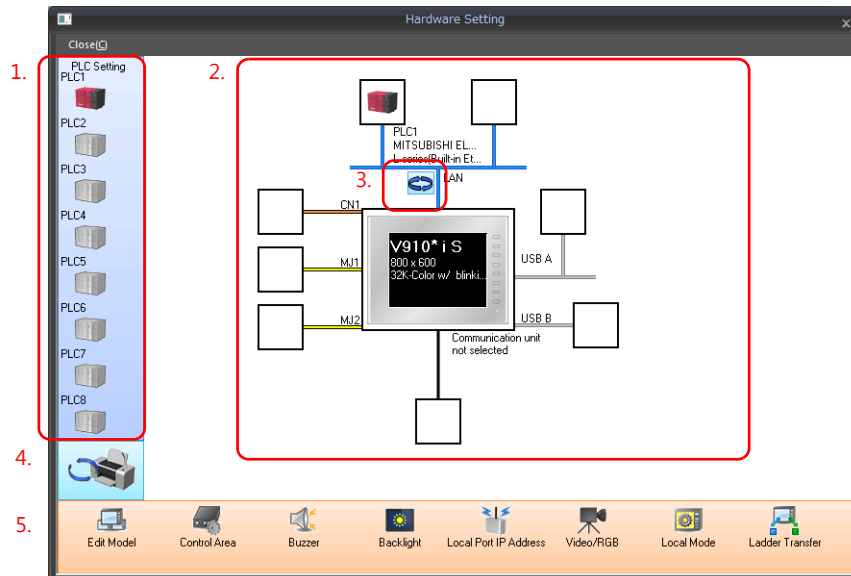 Hardware Setting
x
Close(C)
1.
PLC Setting
PLC1
PLC2
PLC3
PLC4
PLC5
PLC6
PLC7
PLC8
2.
PLC1
MITSUBISHI EL...
L series(Built-in Et...
3.
LAN
CN1
MJ1
MJ2
V910* i S
800 x 600
32K-Color w/ blinki...
USB A
USB B
Communication unit
not selected
4.
5.
Edit Model
Control Area
Buzzer
Backlight
Local Port IP Address
Video/RGB
Local Mode
Ladder Transfer